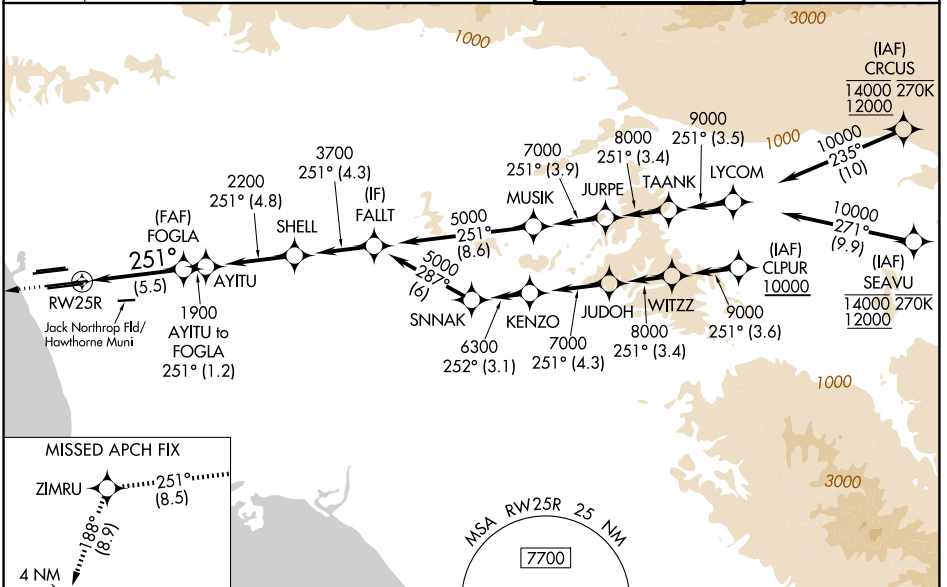 3000
1000
(IAF)
CRCUS
14000 270K
12000
9000
251° (3.5)
8000
251° (3.4)
7000
251° (3.9)
3700
251° (4.3)
2200
251° (4.8)
1000
10000
235°
(10)
LYCOM
TAANK
JURPE
MUSIK
(IF)
FALLT
SHELL
(FAF)
FOGLA
5000
251°
(8.6)
10000
271°
(9.9)
251°
(5.5)
AYITU
RW25R
Jack Northrop Fld/
Hawthorne Muni
1900
AYITU to
FOGLA
251° (1.2)
5000
287°
(6)
SNNAK
KENZO
JUDOH
WITZZ
(IAF)
CLPUR
10000
(IAF)
SEAVU
14000 270K
12000
6300
252° (3.1)
7000
251° (4.3)
8000
251° (3.4)
9000
251° (3.6)
1000
3000
MISSED APCH FIX
ZIMRU
251°
(8.5)
188°
(8.9)
4 NM
MSA RW25R 25 NM
7700